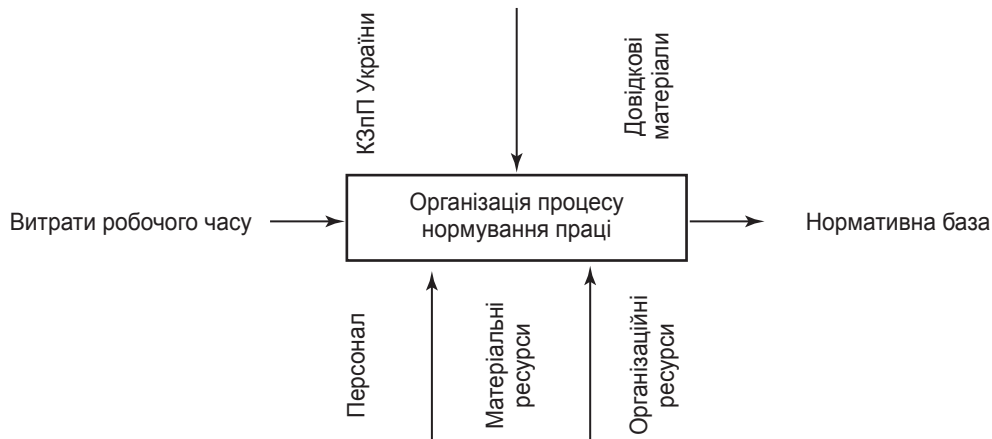 КЗпП України
Довідкові
матеріали
Витрати робочого часу
Організація процесу
нормування праці
Нормативна база
Персонал
Матеріальні
ресурси
Організаційні
ресурси